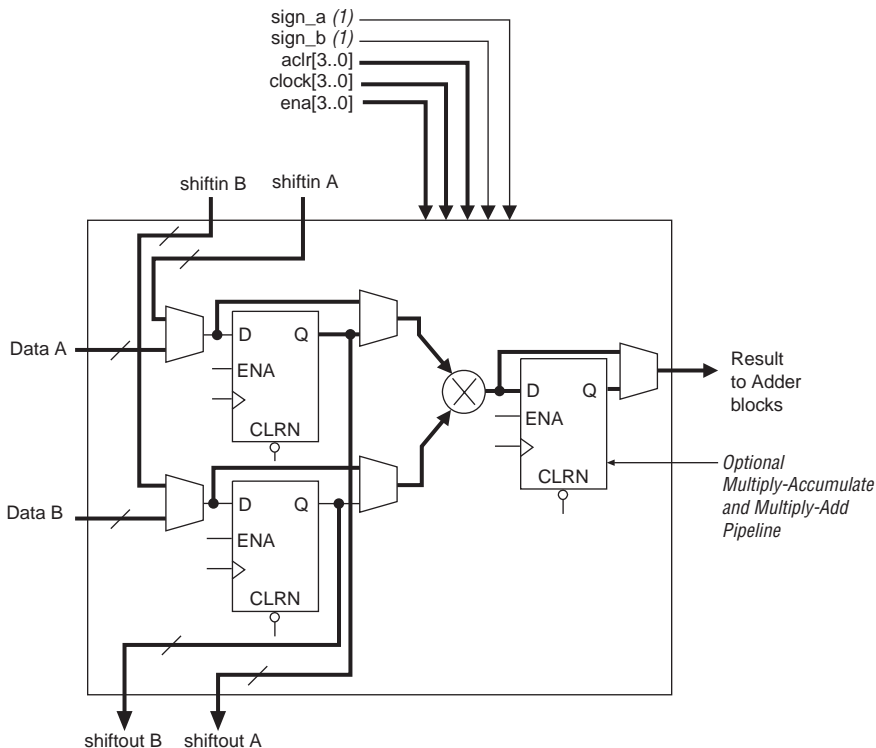 sign_a (1)
sign_b (1)
aclr[3..0]
clock[3..0]
ena[3..0]
shiftin B
shiftin A
Data A
D
Q
ENA
CLRN
Result
to Adder
blocks
D
Q
ENA
CLRN
Optional
Multiply-Accumulate
and Multiply-Add
Pipeline
Data B
D
Q
ENA
CLRN
shiftout B
shiftout A